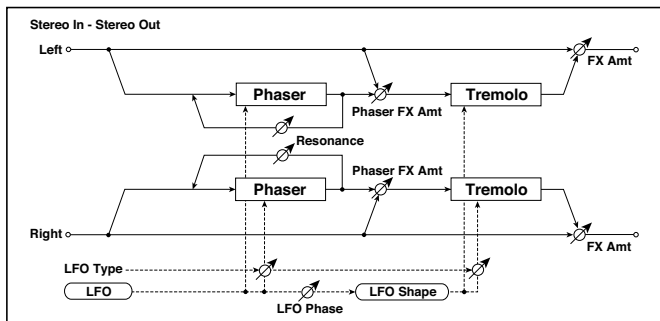 Stereo In - Stereo Out
Left
FX Amt
Phaser
Tremolo
Phaser FX Amt
Resonance
Phaser FX Amt
Phaser
Tremolo
Right
FX Amt
LFO Type
LFO
LFO Phase
LFO Shape